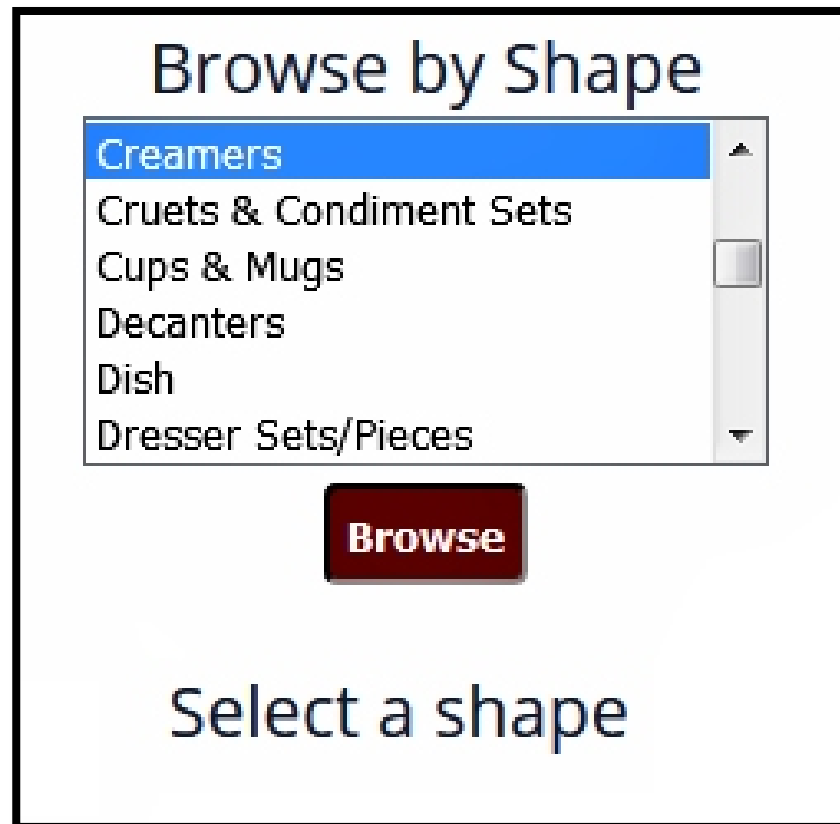 Browse by Shape
Creamers
Cruets & Condiment Sets
Cups & Mugs
Decanters
Dish
Dresser Sets/Pieces
Browse
Select a shape